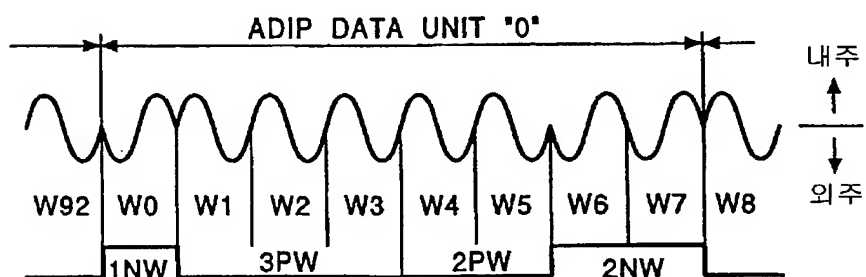 ADIP DATA UNIT "0"
내주
W92 W0 W1 W2 W3 W4 W5 W6 W7 W8
외주
1NW 3PW 2PW 2NW